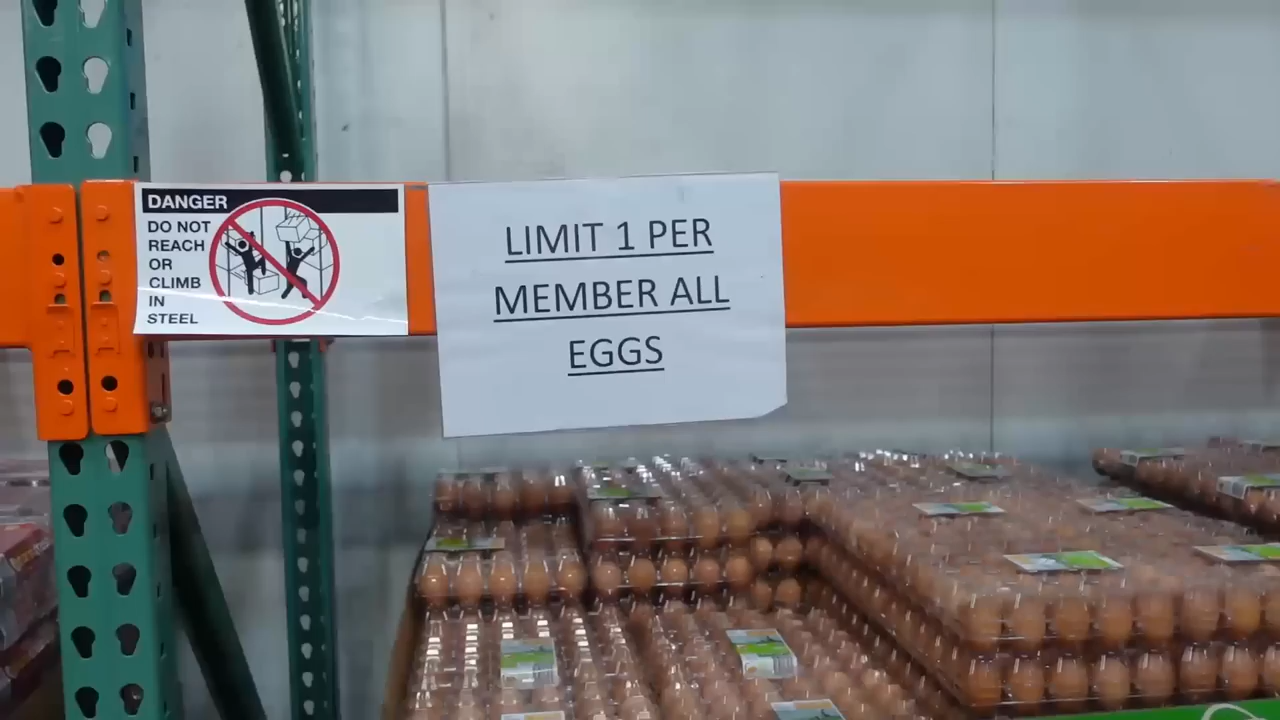 DANGER
DO NOT
REACH
OR
CLIMB
IN
STEEL
LIMIT 1 PER
MEMBER ALL
EGGS